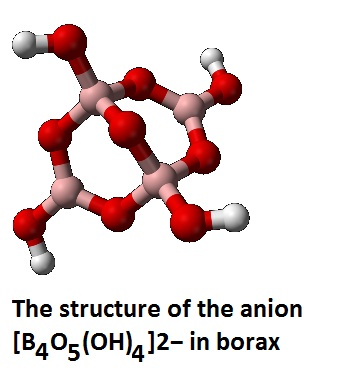 The structure of the anion
[B₄O₅(OH)₄]2− in borax